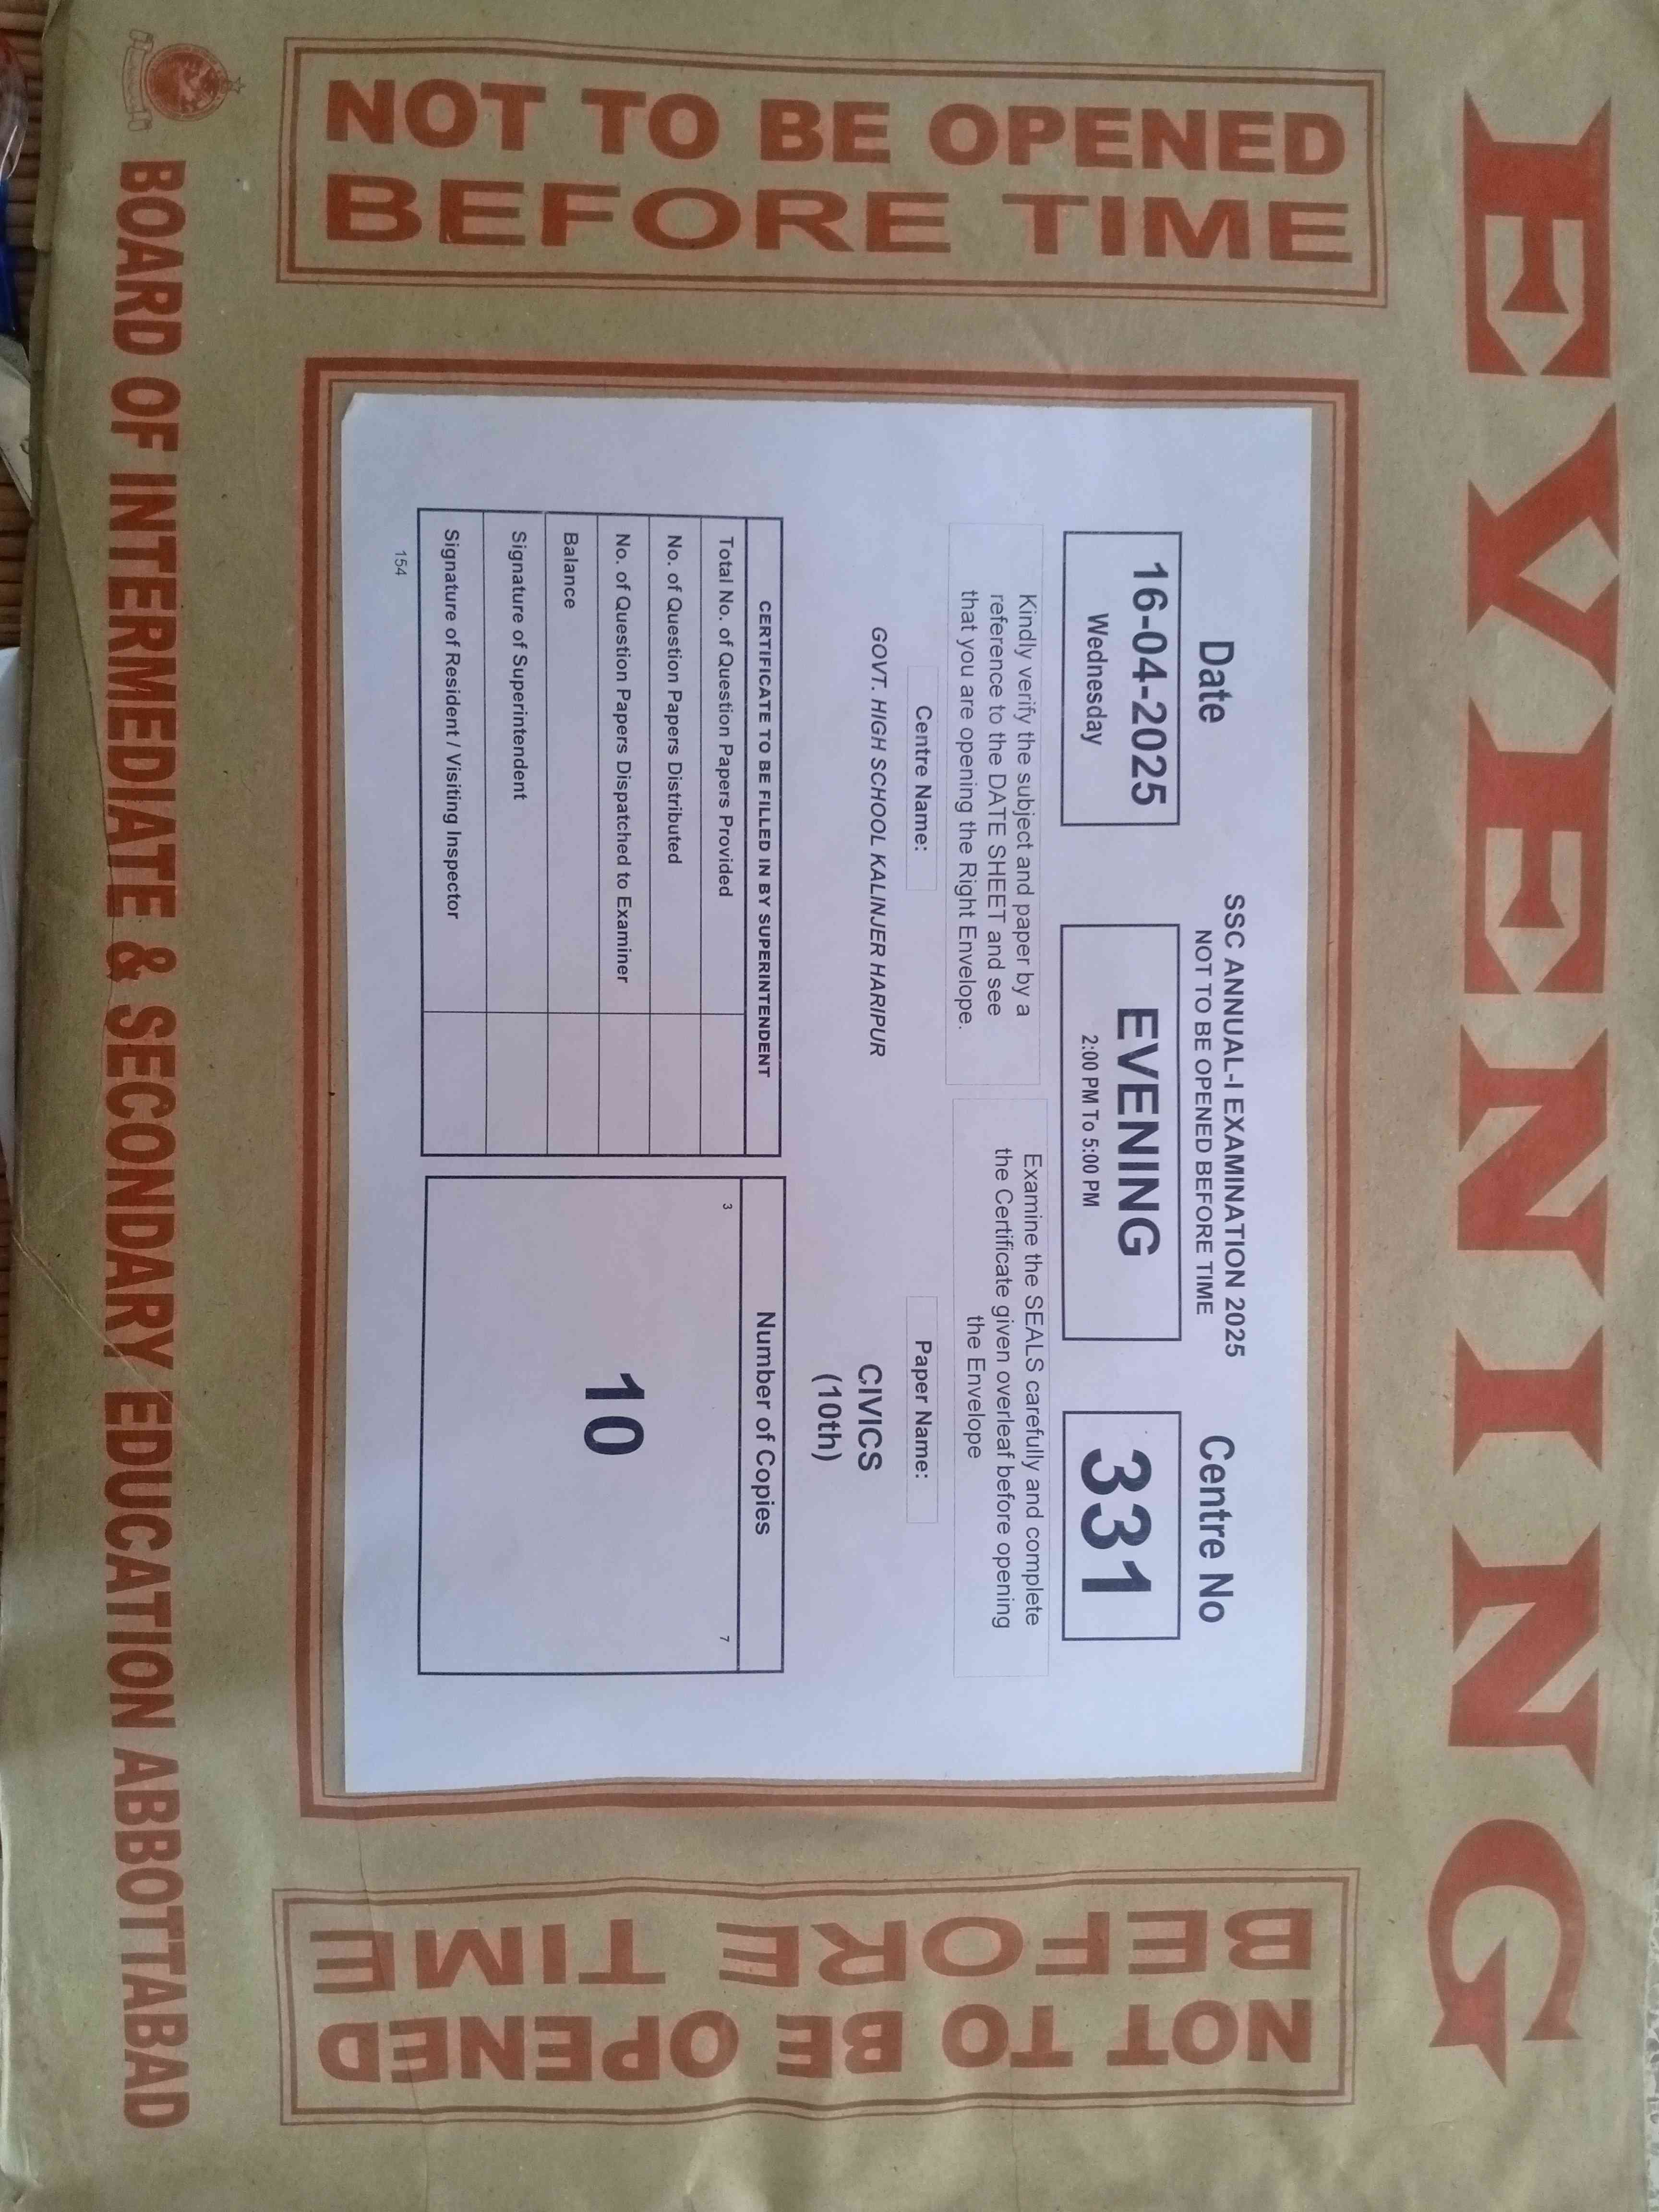 EVENING
NOT TO BE OPENED
BEFORE TIME
SSC ANNUAL-I EXAMINATION 2025
NOT TO BE OPENED BEFORE TIME
Date
16-04-2025
Wednesday
EVENING
2:00 PM To 5:00 PM
Centre No
331
Kindly verify the subject and paper by a
reference to the DATE SHEET and see
that you are opening the Right Envelope.
Examine the SEALS carefully and complete
the Certificate given overleaf before opening
the Envelope
Centre Name:
GOVT. HIGH SCHOOL KALINJER HARIPUR
Paper Name:
CIVICS
(10th)
CERTIFICATE TO BE FILLED IN BY SUPERINTENDENT
Total No. of Question Papers Provided
No. of Question Papers Distributed
No. of Question Papers Dispatched to Examiner
Balance
Signature of Superintendent
Signature of Resident / Visiting Inspector
Number of Copies
3
7
10
154
NOT TO BE OPENED
BEFORE TIME
BOARD OF INTERMEDIATE & SECONDARY EDUCATION ABBOTTABAD